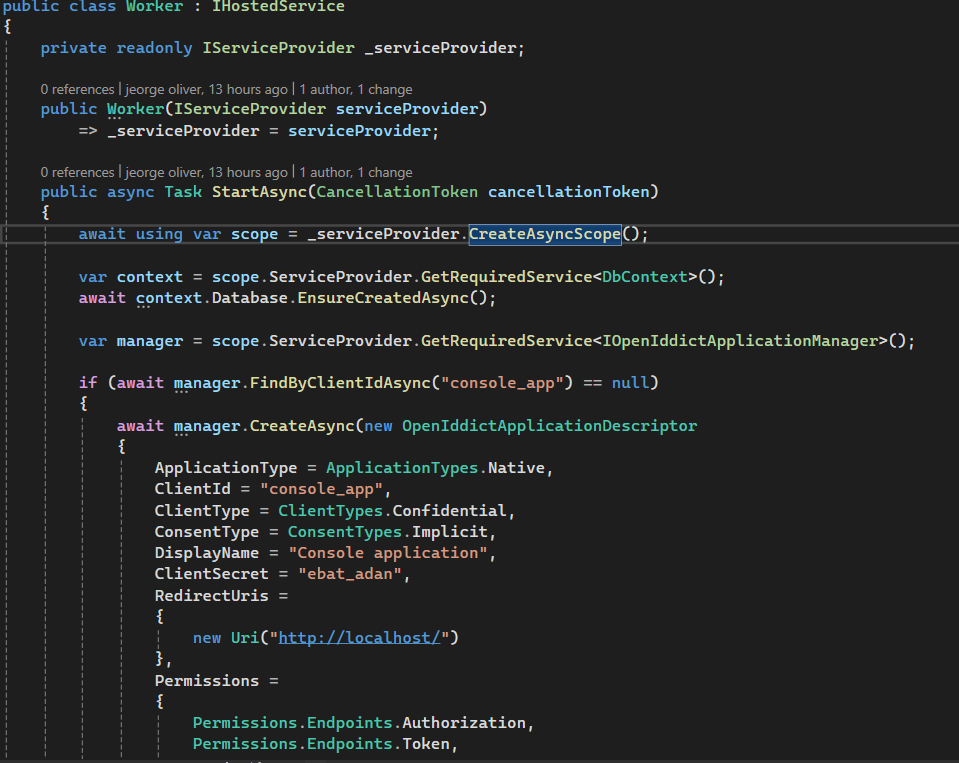 public class Worker : IHostedService
{
private readonly IServiceProvider _serviceProvider;
0 references | jeorge oliver, 13 hours ago | 1 author, 1 change
public Worker(IServiceProvider serviceProvider)
=> _serviceProvider = serviceProvider;
0 references | jeorge oliver, 13 hours ago | 1 author, 1 change
public async Task StartAsync(CancellationToken cancellationToken)
{
await using var scope = _serviceProvider.CreateAsyncScope();
var context = scope.ServiceProvider.GetRequiredService<DbContext>();
await context.Database.EnsureCreatedAsync();
var manager = scope.ServiceProvider.GetRequiredService<IOpenIddictApplicationManager>();
if (await manager.FindByClientIdAsync("console_app") == null)
{
await manager.CreateAsync(new OpenIddictApplicationDescriptor
{
ApplicationType = ApplicationTypes.Native,
ClientId = "console_app",
ClientType = ClientTypes.Confidential,
ConsentType = ConsentTypes.Implicit,
DisplayName = "Console application",
ClientSecret = "ebat_adan",
RedirectUris =
{
new Uri("http://localhost/")
},
Permissions =
{
Permissions.Endpoints.Authorization,
Permissions.Endpoints.Token,